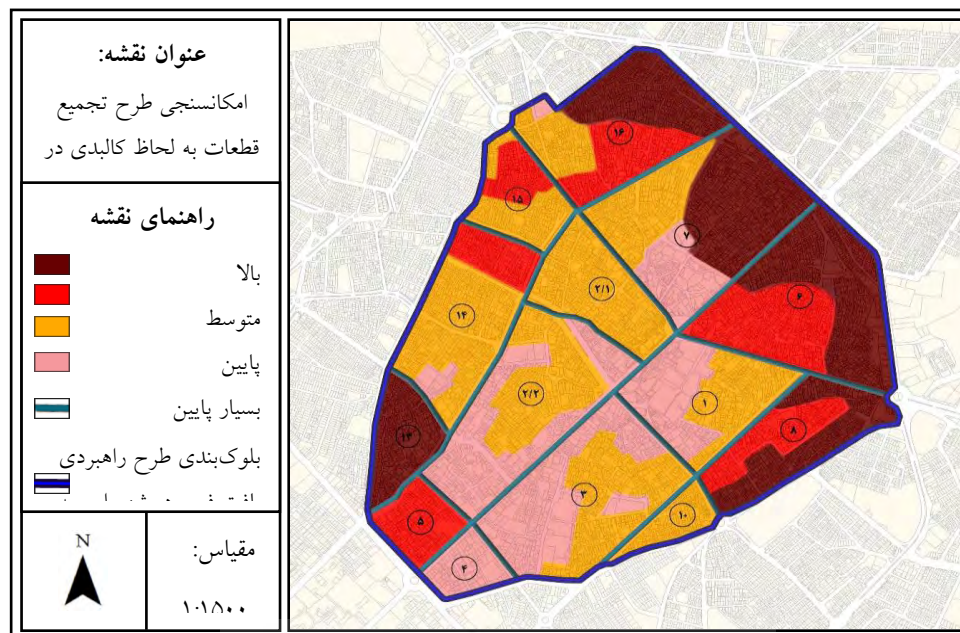 عنوان نقشه:
امکانسنجی طرح تجمیع
قطعات به لحاظ کالبدی در
راهنمای نقشه
بالا
متوسط
پایین
بسیار پایین
بلوک‌بندی طرح راهبردی
N
مقیاس:
۱:۱۵۰۰
۱۶
۱۵
۷
۲/۱
۶
۱۴
۲/۲
۱
۸
۱۳
۳
۱۰
۵
۴